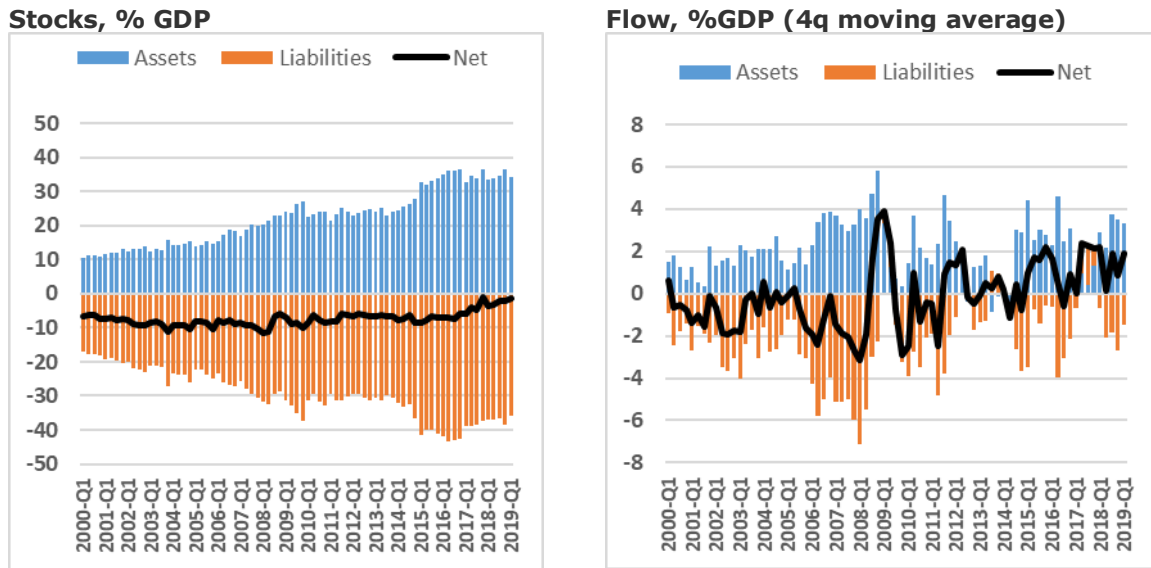 Stocks, % GDP
Assets Liabilities Net
50
40
30
20
10
0
-10
-20
-30
-40
-50
2000-Q1
2001-Q1
2002-Q1
2003-Q1
2004-Q1
2005-Q1
2006-Q1
2007-Q1
2008-Q1
2009-Q1
2010-Q1
2011-Q1
2012-Q1
2013-Q1
2014-Q1
2015-Q1
2016-Q1
2017-Q1
2018-Q1
2019-Q1
Flow, %GDP (4q moving average)
Assets Liabilities Net
8
6
4
2
0
-2
-4
-6
-8
2000-Q1
2001-Q1
2002-Q1
2003-Q1
2004-Q1
2005-Q1
2006-Q1
2007-Q1
2008-Q1
2009-Q1
2010-Q1
2011-Q1
2012-Q1
2013-Q1
2014-Q1
2015-Q1
2016-Q1
2017-Q1
2018-Q1
2019-Q1